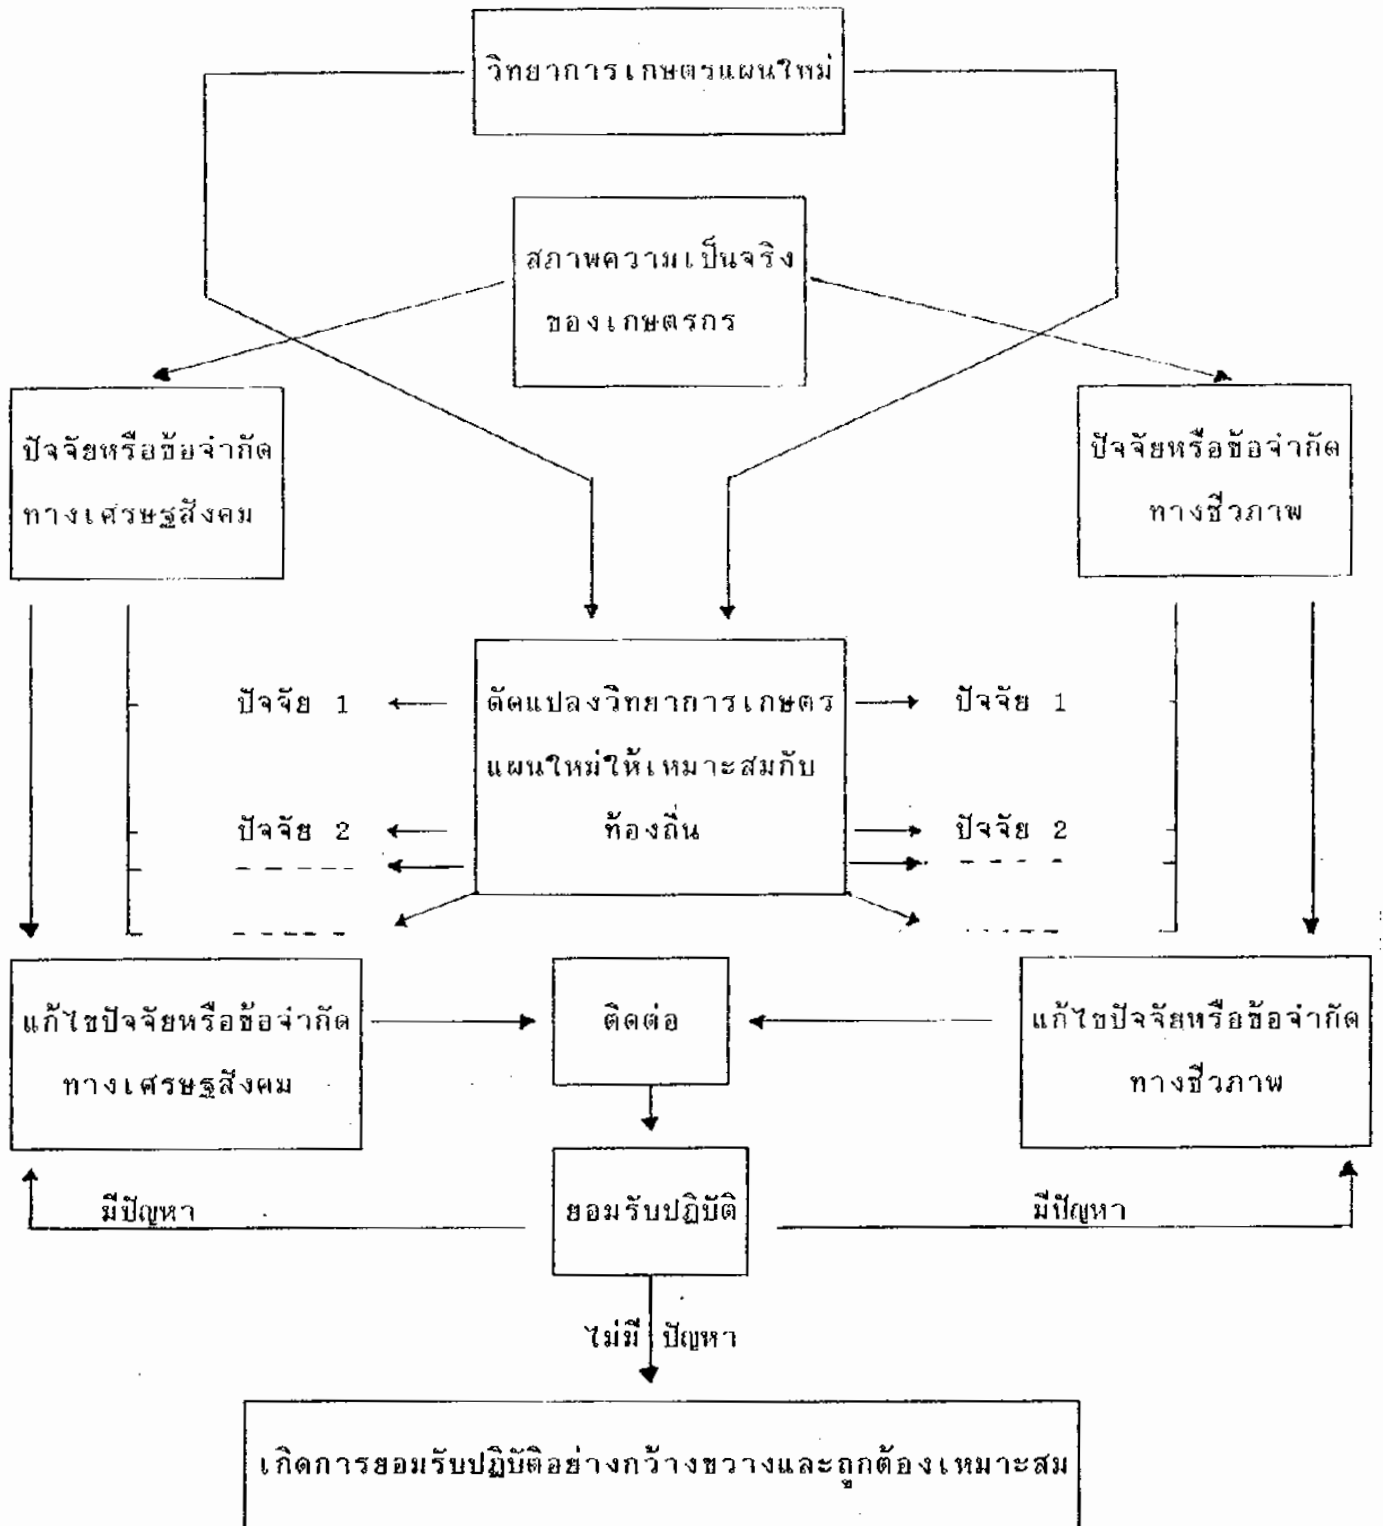 วิทยาการเกษตรแผนใหม่
สภาพความเป็นจริง
ของเกษตรกร
ปัจจัยหรือข้อจำกัด
ทางเศรษฐสังคม
ปัจจัยหรือข้อจำกัด
ทางชีวภาพ
ปัจจัย 1
ดัดแปลงวิทยาการเกษตร
แผนใหม่ให้เหมาะสมกับ
ท้องถิ่น
ปัจจัย 1
ปัจจัย 2
ปัจจัย 2
แก้ไขปัจจัยหรือข้อจำกัด
ทางเศรษฐสังคม
ติดต่อ
แก้ไขปัจจัยหรือข้อจำกัด
ทางชีวภาพ
มีปัญหา
ยอมรับปฏิบัติ
มีปัญหา
ไม่มี ปัญหา
เกิดการยอมรับปฏิบัติอย่างกว้างขวางและถูกต้องเหมาะสม